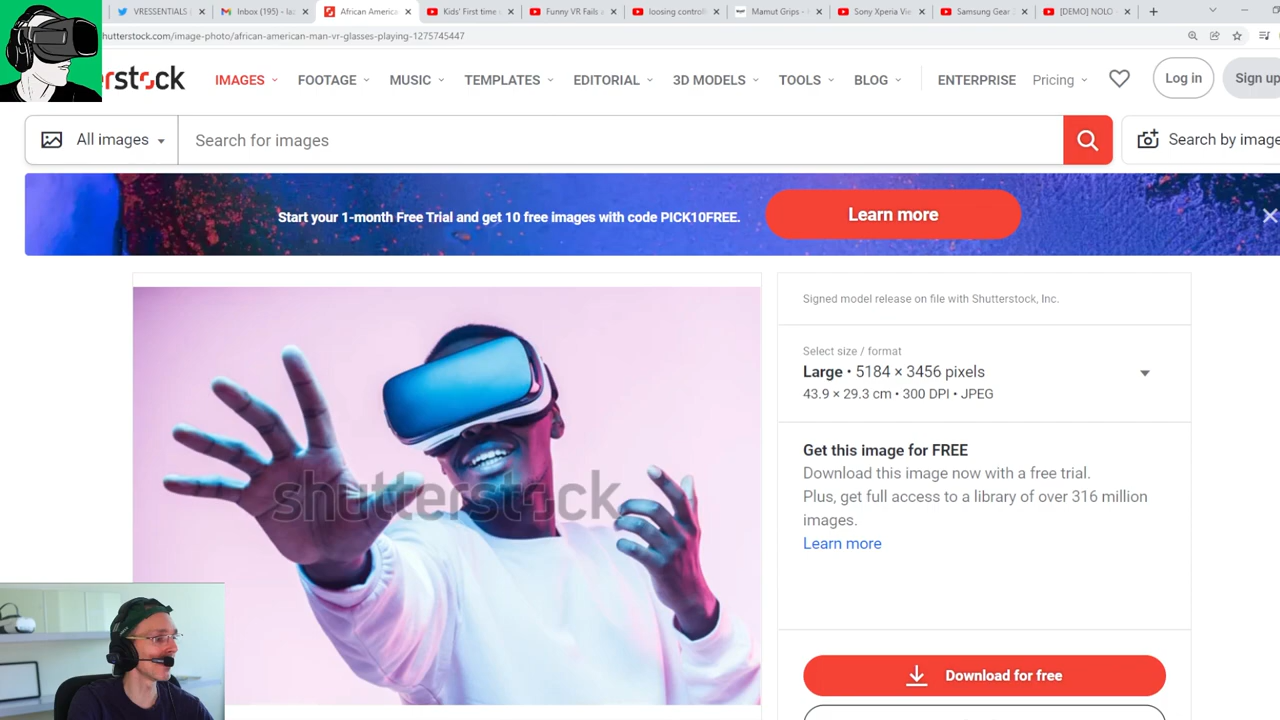 VRESSENTIALS
Inbox (195) -
African America
Kids' First time
Funny VR Fails
loosing controll
Mamut Grips -
Sony Xperia Vie
Samsung Gear
[DEMO] NOLO
hutterstock.com/image-photo/african-american-man-vr-glasses-playing-1275745447
erstock
IMAGES
FOOTAGE
MUSIC
TEMPLATES
EDITORIAL
3D MODELS
TOOLS
BLOG
ENTERPRISE
Pricing
Log in
Sign up
All images
Search for images
Search by image
Start your 1-month Free Trial and get 10 free images with code PICK10FREE.
Learn more
Signed model release on file with Shutterstock, Inc.
Select size / format
Large • 5184 × 3456 pixels
43.9 × 29.3 cm • 300 DPI • JPEG
Get this image for FREE
Download this image now with a free trial.
Plus, get full access to a library of over 316 million
images.
Learn more
shutterstock
Download for free